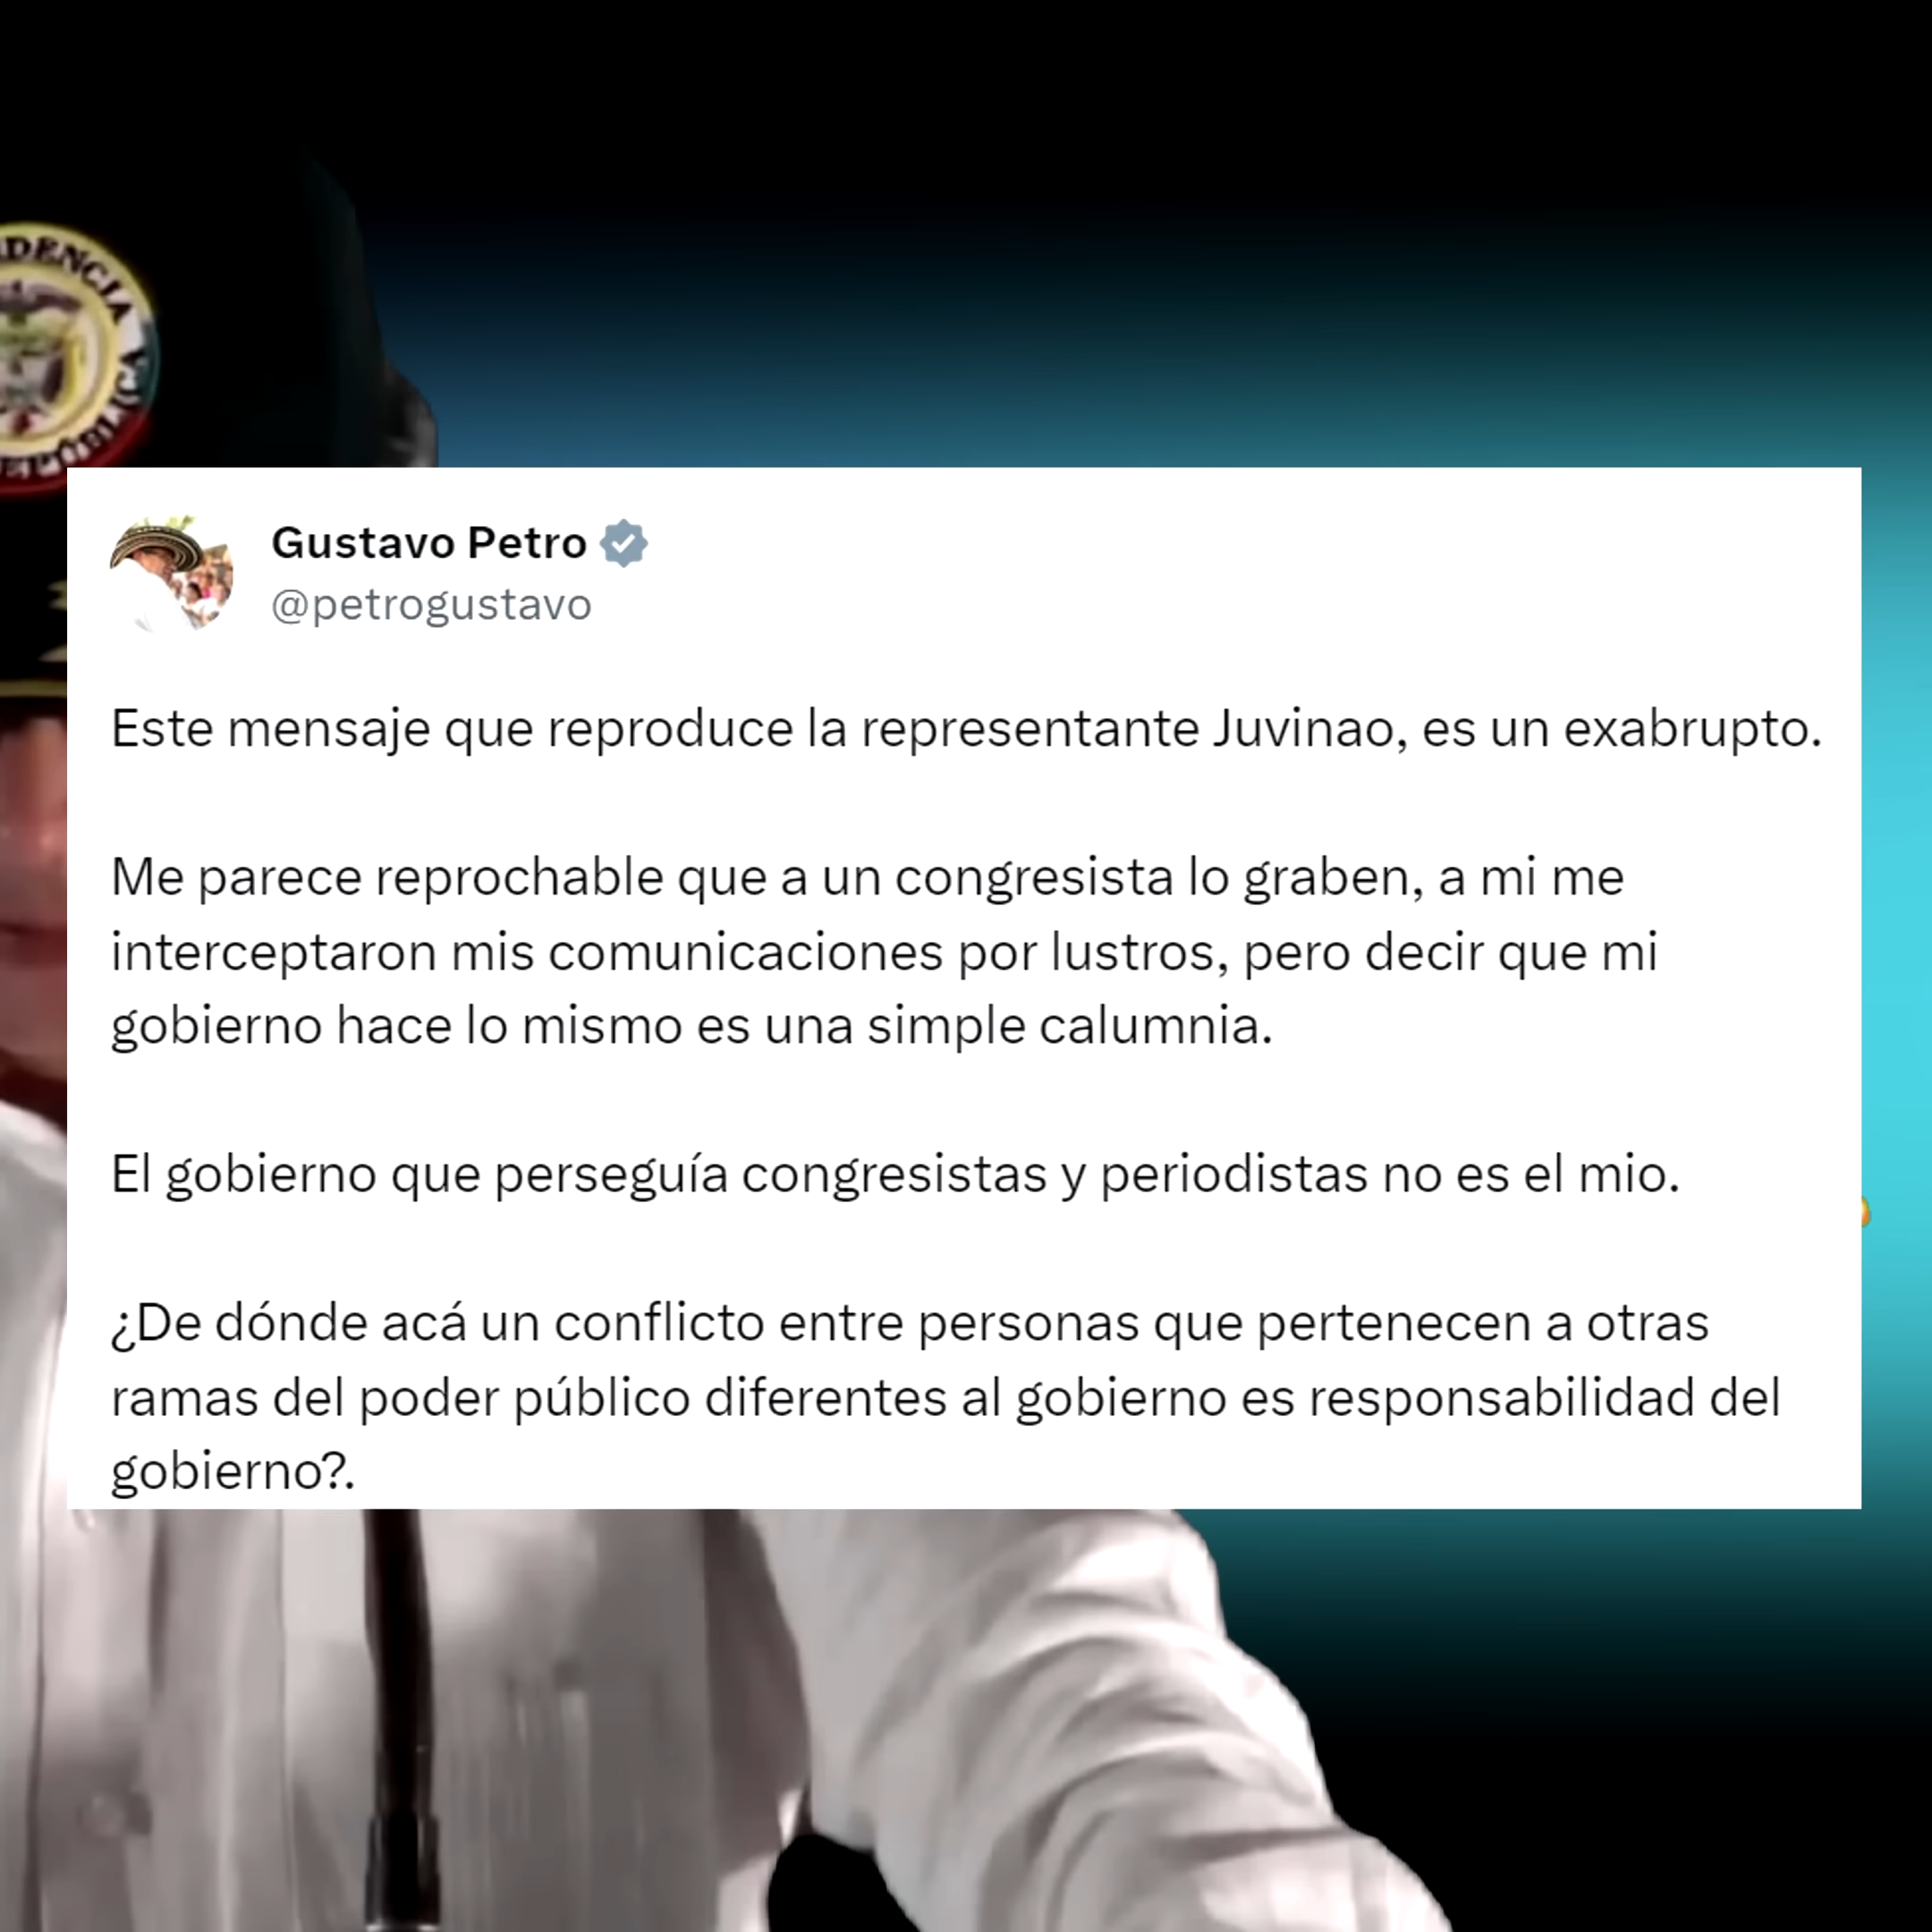 DENCIA
Gustavo Petro
@petrogustavo
Este mensaje que reproduce la representante Juvinao, es un exabrupto.
Me parece reprochable que a un congresista lo graben, a mi me
interceptaron mis comunicaciones por lustros, pero decir que mi
gobierno hace lo mismo es una simple calumnia.
El gobierno que perseguía congresistas y periodistas no es el mio.
¿De dónde acá un conflicto entre personas que pertenecen a otras
ramas del poder público diferentes al gobierno es responsabilidad del
gobierno?.